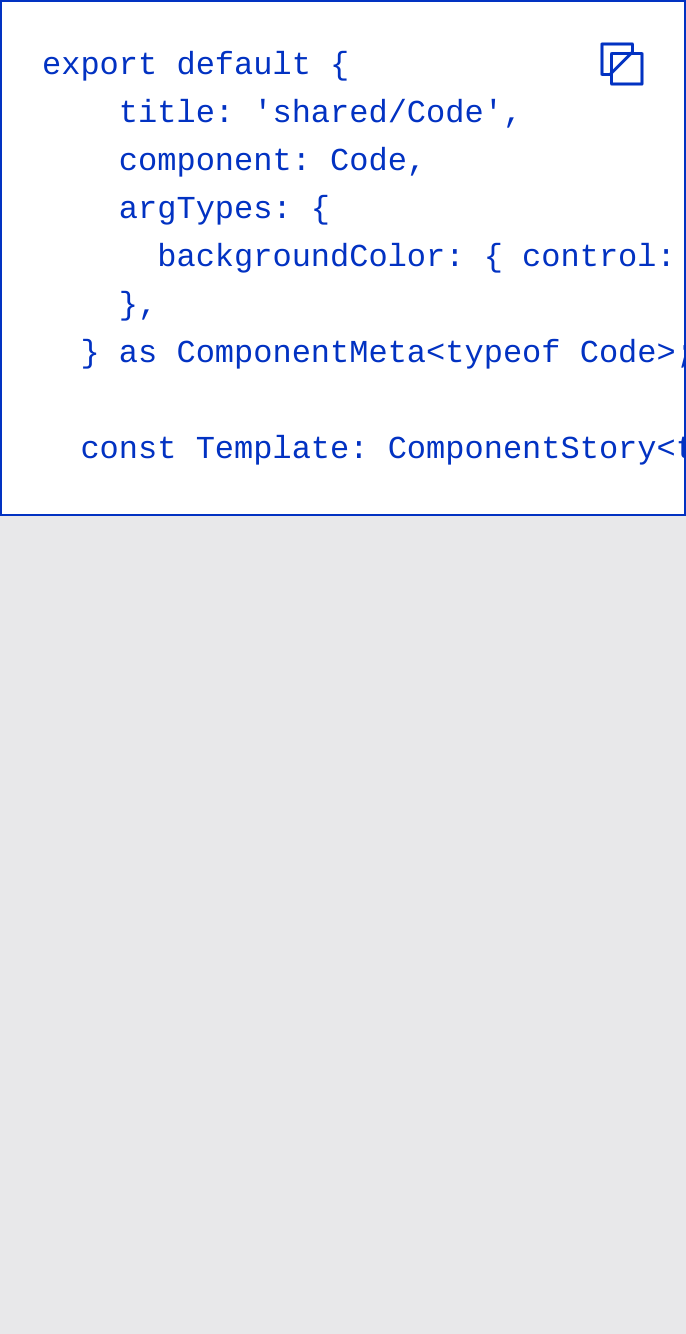 export default {
    title: 'shared/Code',
    component: Code,
    argTypes: {
      backgroundColor: { control:
    },
  } as ComponentMeta<typeof Code>;
  const Template: ComponentStory<t